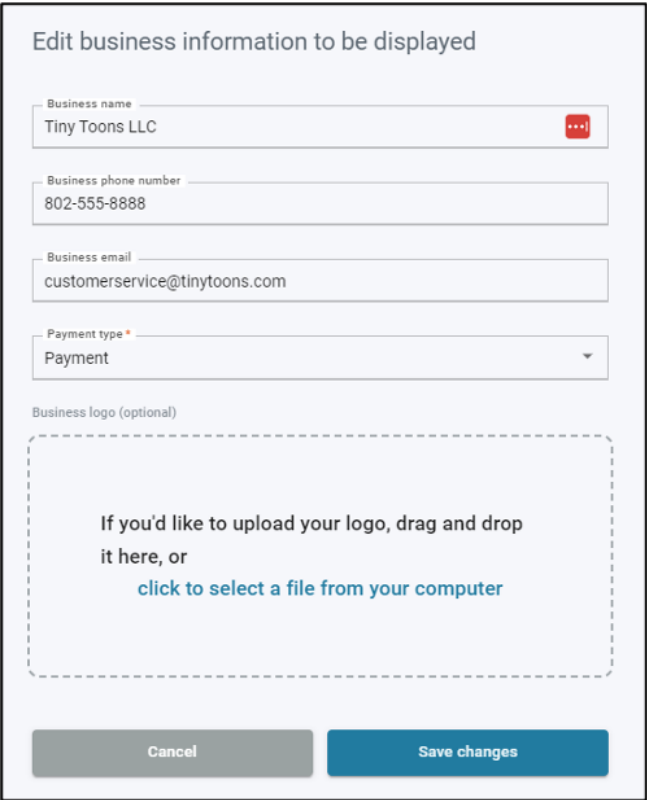 Edit business information to be displayed
Business name
Tiny Toons LLC
Business phone number
802-555-8888
Business email
customerservice@tinytoons.com
Payment type *
Payment
Business logo (optional)
If you'd like to upload your logo, drag and drop
it here, or
click to select a file from your computer
Cancel
Save changes